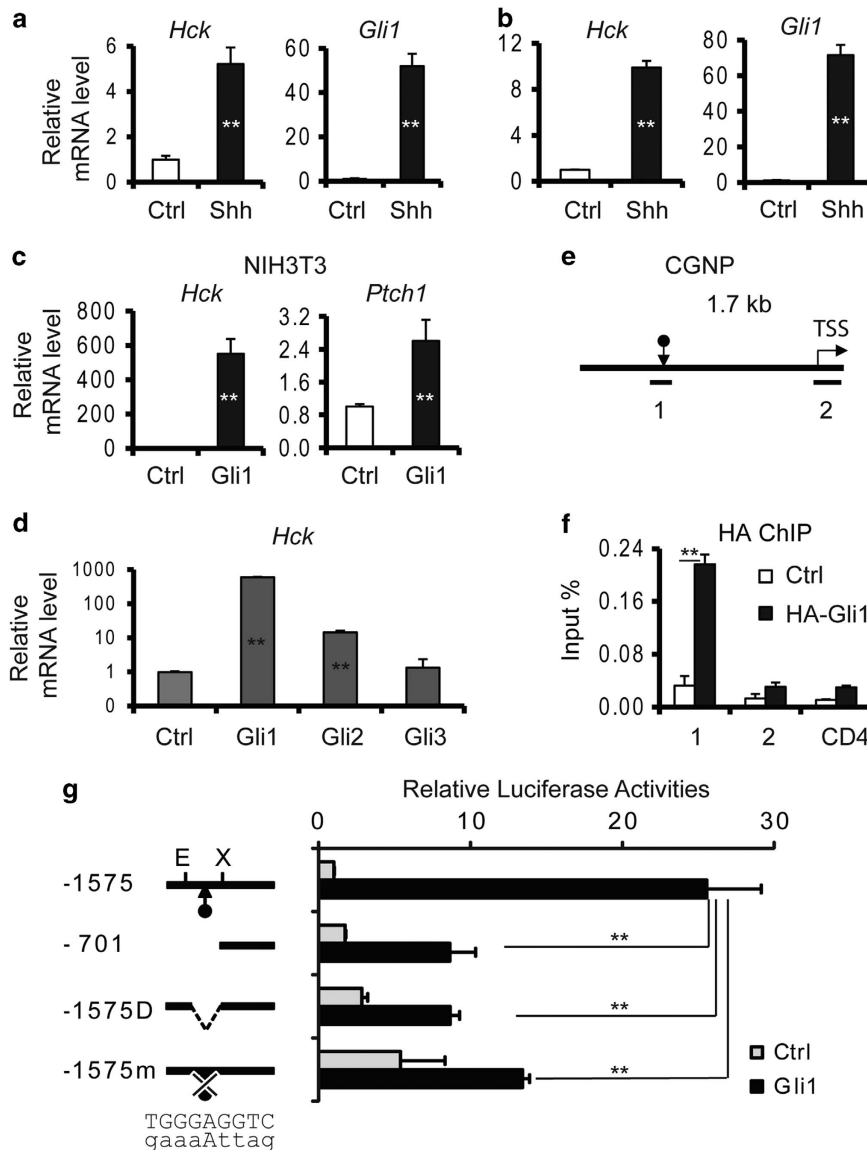 a
Hck
Gli1
Relative mRNA level
6
4
2
0
**
Ctrl Shh
60
40
20
0
**
Ctrl Shh
b
Hck
Gli1
12
8
4
0
**
Ctrl Shh
80
60
40
20
0
**
Ctrl Shh
c
NIH3T3
Hck
Ptch1
Relative mRNA level
800
600
400
200
0
**
Ctrl Gli1
3.2
2.4
1.6
0.8
0.0
**
Ctrl Gli1
e
CGNP
1.7 kb
TSS
1 2
d
Hck
Relative mRNA level
1000
100
10
1
0
**
**
Ctrl Gli1 Gli2 Gli3
f
HA ChIP
Input %
0.24
0.16
0.08
0.00
**
Ctrl
HA-Gli1
1 2 CD4
g
Relative Luciferase Activities
0 10 20 30
E X
-1575
- 701
**
-1575D
**
-1575m
**
Ctrl
Gli1
TGGGAGGTC
gaaaAttag